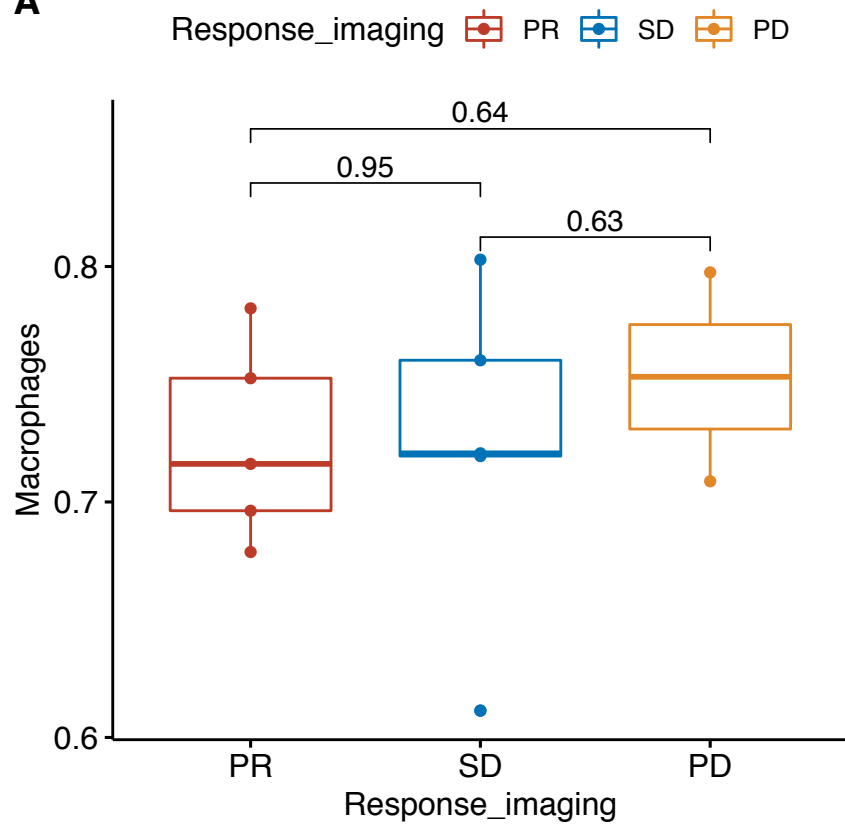 A
Response_imaging PR SD PD
0.64
0.95
0.63
0.8
0.7
0.6
Macrophages
PR SD PD
Response_imaging